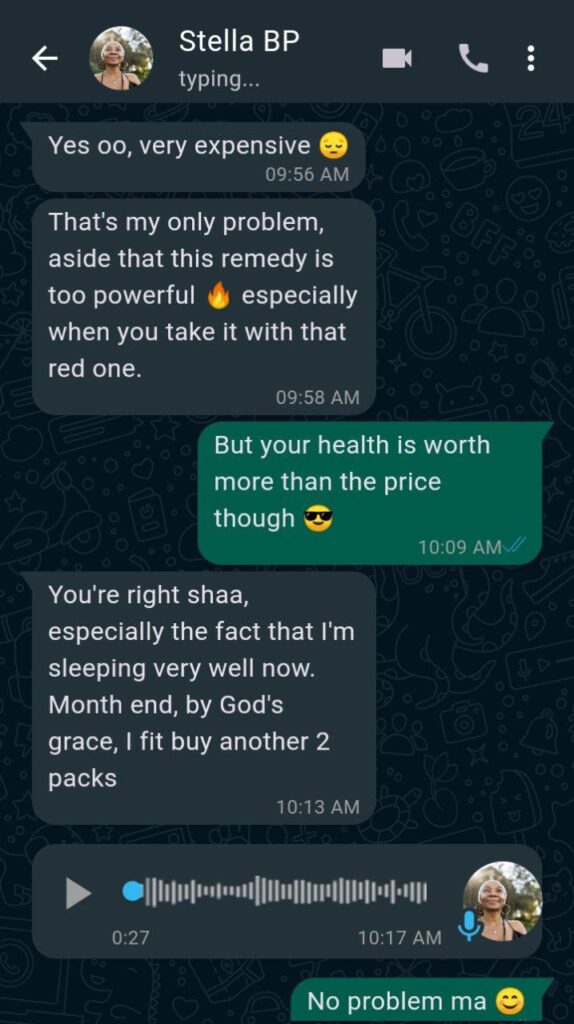 Stella BP
typing...
Yes oo, very expensive 😔
09:56 AM
That's my only problem,
aside that this remedy is
too powerful 🔥 especially
when you take it with that
red one.
09:58 AM
But your health is worth
more than the price
though 😎
10:09 AM
You're right shaa,
especially the fact that I'm
sleeping very well now.
Month end, by God's
grace, I fit buy another 2
packs
10:13 AM
0:27
10:17 AM
No problem ma 😊